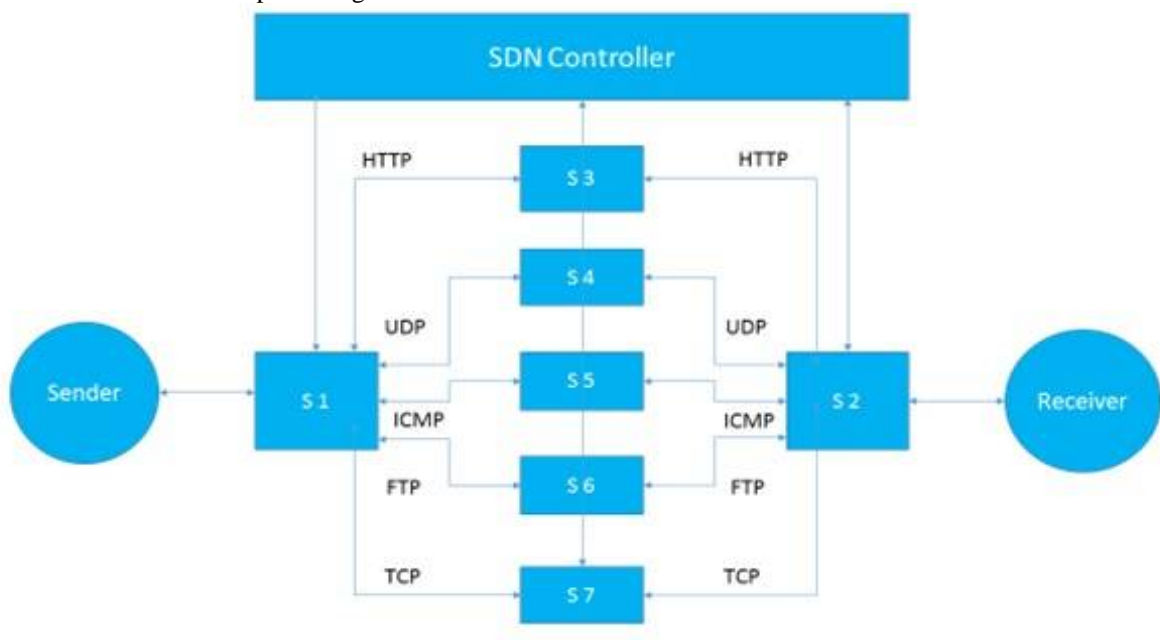 SDN Controller
HTTP
HTTP
S 3
S 4
UDP
UDP
Sender
S 1
S 5
S 2
Receiver
ICMP
ICMP
FTP
S 6
FTP
TCP
TCP
S 7